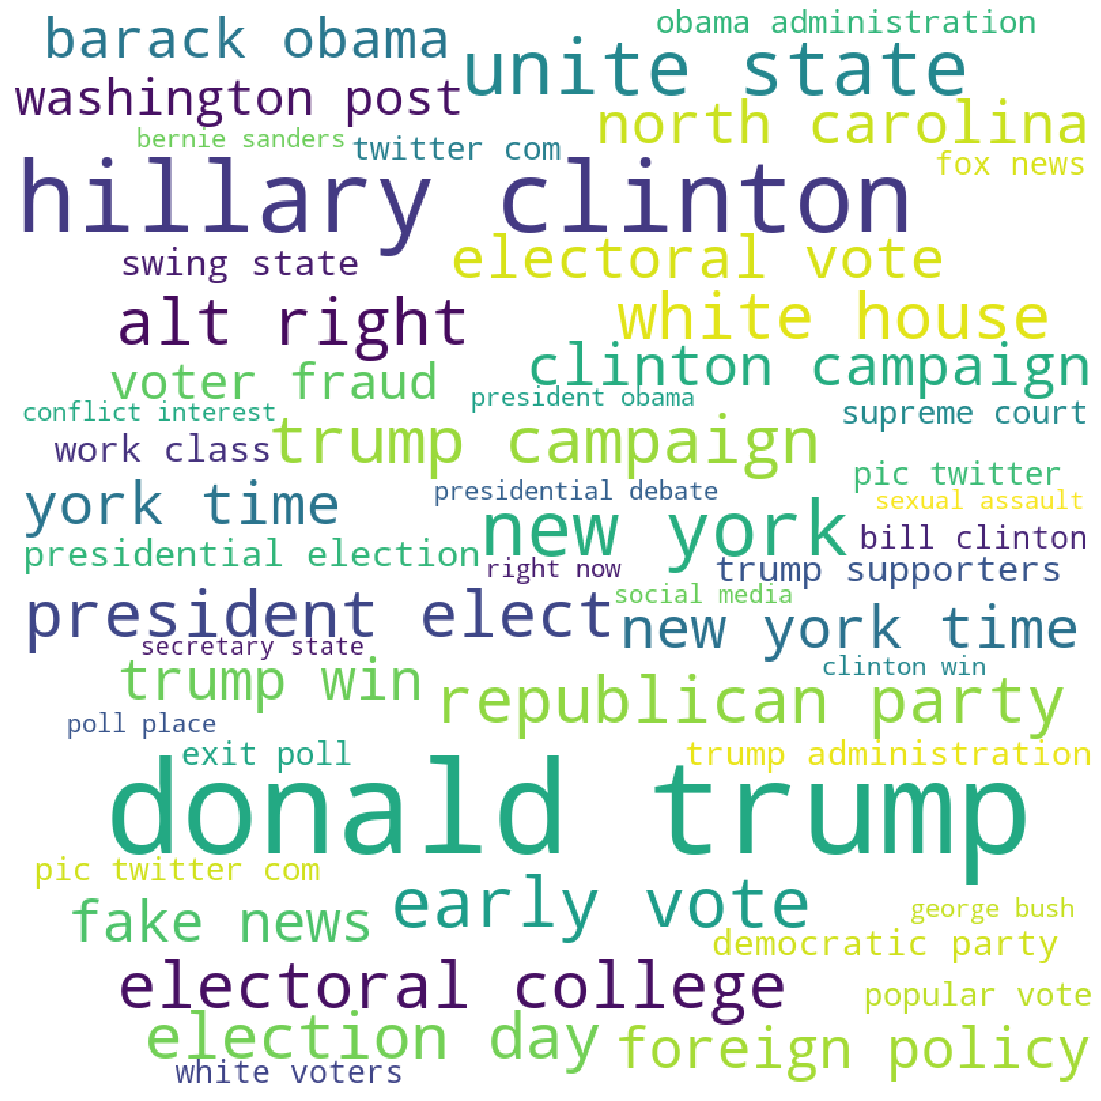 barack obama
obama administration
unite state
washington post
north carolina
bernie sanders
twitter com
fox news
hillary clinton
swing state
electoral vote
alt right
white house
voter fraud
clinton campaign
conflict interest
president obama
supreme court
work class
trump campaign
pic twitter
york time
presidential debate
sexual assault
new york
bill clinton
presidential election
right now
trump supporters
president elect
social media
new york time
secretary state
trump win
clinton win
republican party
poll place
exit poll
trump administration
donald trump
pic twitter com
early vote
fake news
george bush
democratic party
electoral college
popular vote
election day
foreign policy
white voters